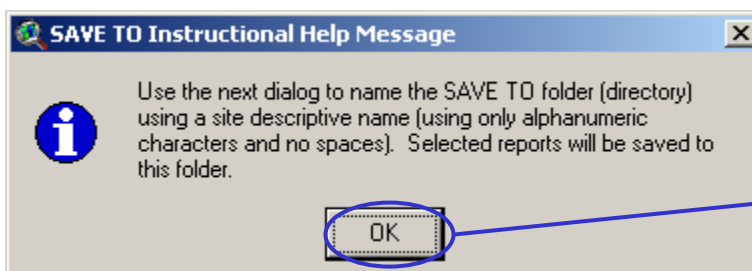 SAVE TO Instructional Help Message
Use the next dialog to name the SAVE TO folder (directory)
using a site descriptive name (using only alphanumeric
characters and no spaces).  Selected reports will be saved to
this folder.
OK